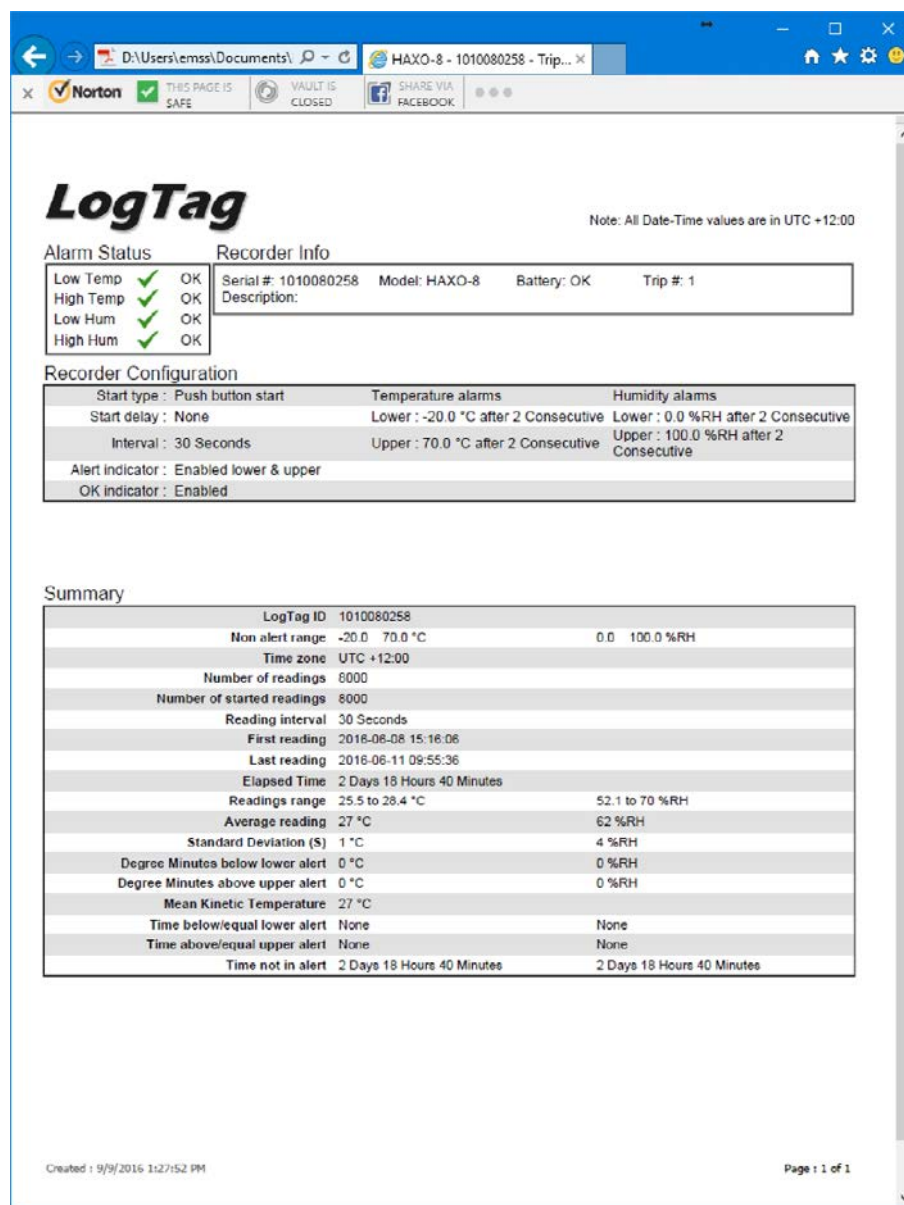 D:\Users\emss\Documents\
HAXO-8 - 1010080258 - Trip...
Norton
THIS PAGE IS SAFE
VAULT IS CLOSED
SHARE VIA FACEBOOK
LogTag
Note: All Date-Time values are in UTC +12:00
Alarm Status Recorder Info
Low Temp OK
High Temp OK
Low Hum OK
High Hum OK
Serial #: 1010080258 Model: HAXO-8 Battery: OK Trip #: 1
Description:
Recorder Configuration
Start type : Push button start Temperature alarms Humidity alarms
Start delay : None Lower : -20.0 °C after 2 Consecutive Lower : 0.0 %RH after 2 Consecutive
Interval : 30 Seconds Upper : 70.0 °C after 2 Consecutive Upper : 100.0 %RH after 2 Consecutive
Alert indicator : Enabled lower & upper
OK indicator : Enabled
Summary
LogTag ID 1010080258
Non alert range -20.0 70.0 °C 0.0 100.0 %RH
Time zone UTC +12:00
Number of readings 8000
Number of started readings 8000
Reading interval 30 Seconds
First reading 2016-06-08 15:16:06
Last reading 2016-06-11 09:55:36
Elapsed Time 2 Days 18 Hours 40 Minutes
Readings range 25.5 to 28.4 °C 52.1 to 70 %RH
Average reading 27 °C 62 %RH
Standard Deviation (S) 1 °C 4 %RH
Degree Minutes below lower alert 0 °C 0 %RH
Degree Minutes above upper alert 0 °C 0 %RH
Mean Kinetic Temperature 27 °C
Time below/equal lower alert None None
Time above/equal upper alert None None
Time not in alert 2 Days 18 Hours 40 Minutes 2 Days 18 Hours 40 Minutes
Created : 9/9/2016 1:27:52 PM Page : 1 of 1